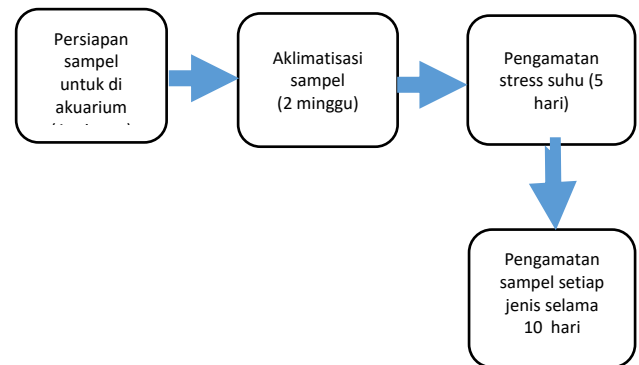 Persiapan
sampel
untuk di
akuarium
Aklimatisasi
sampel
(2 minggu)
Pengamatan
stress suhu (5
hari)
Pengamatan
sampel setiap
jenis selama
10 hari